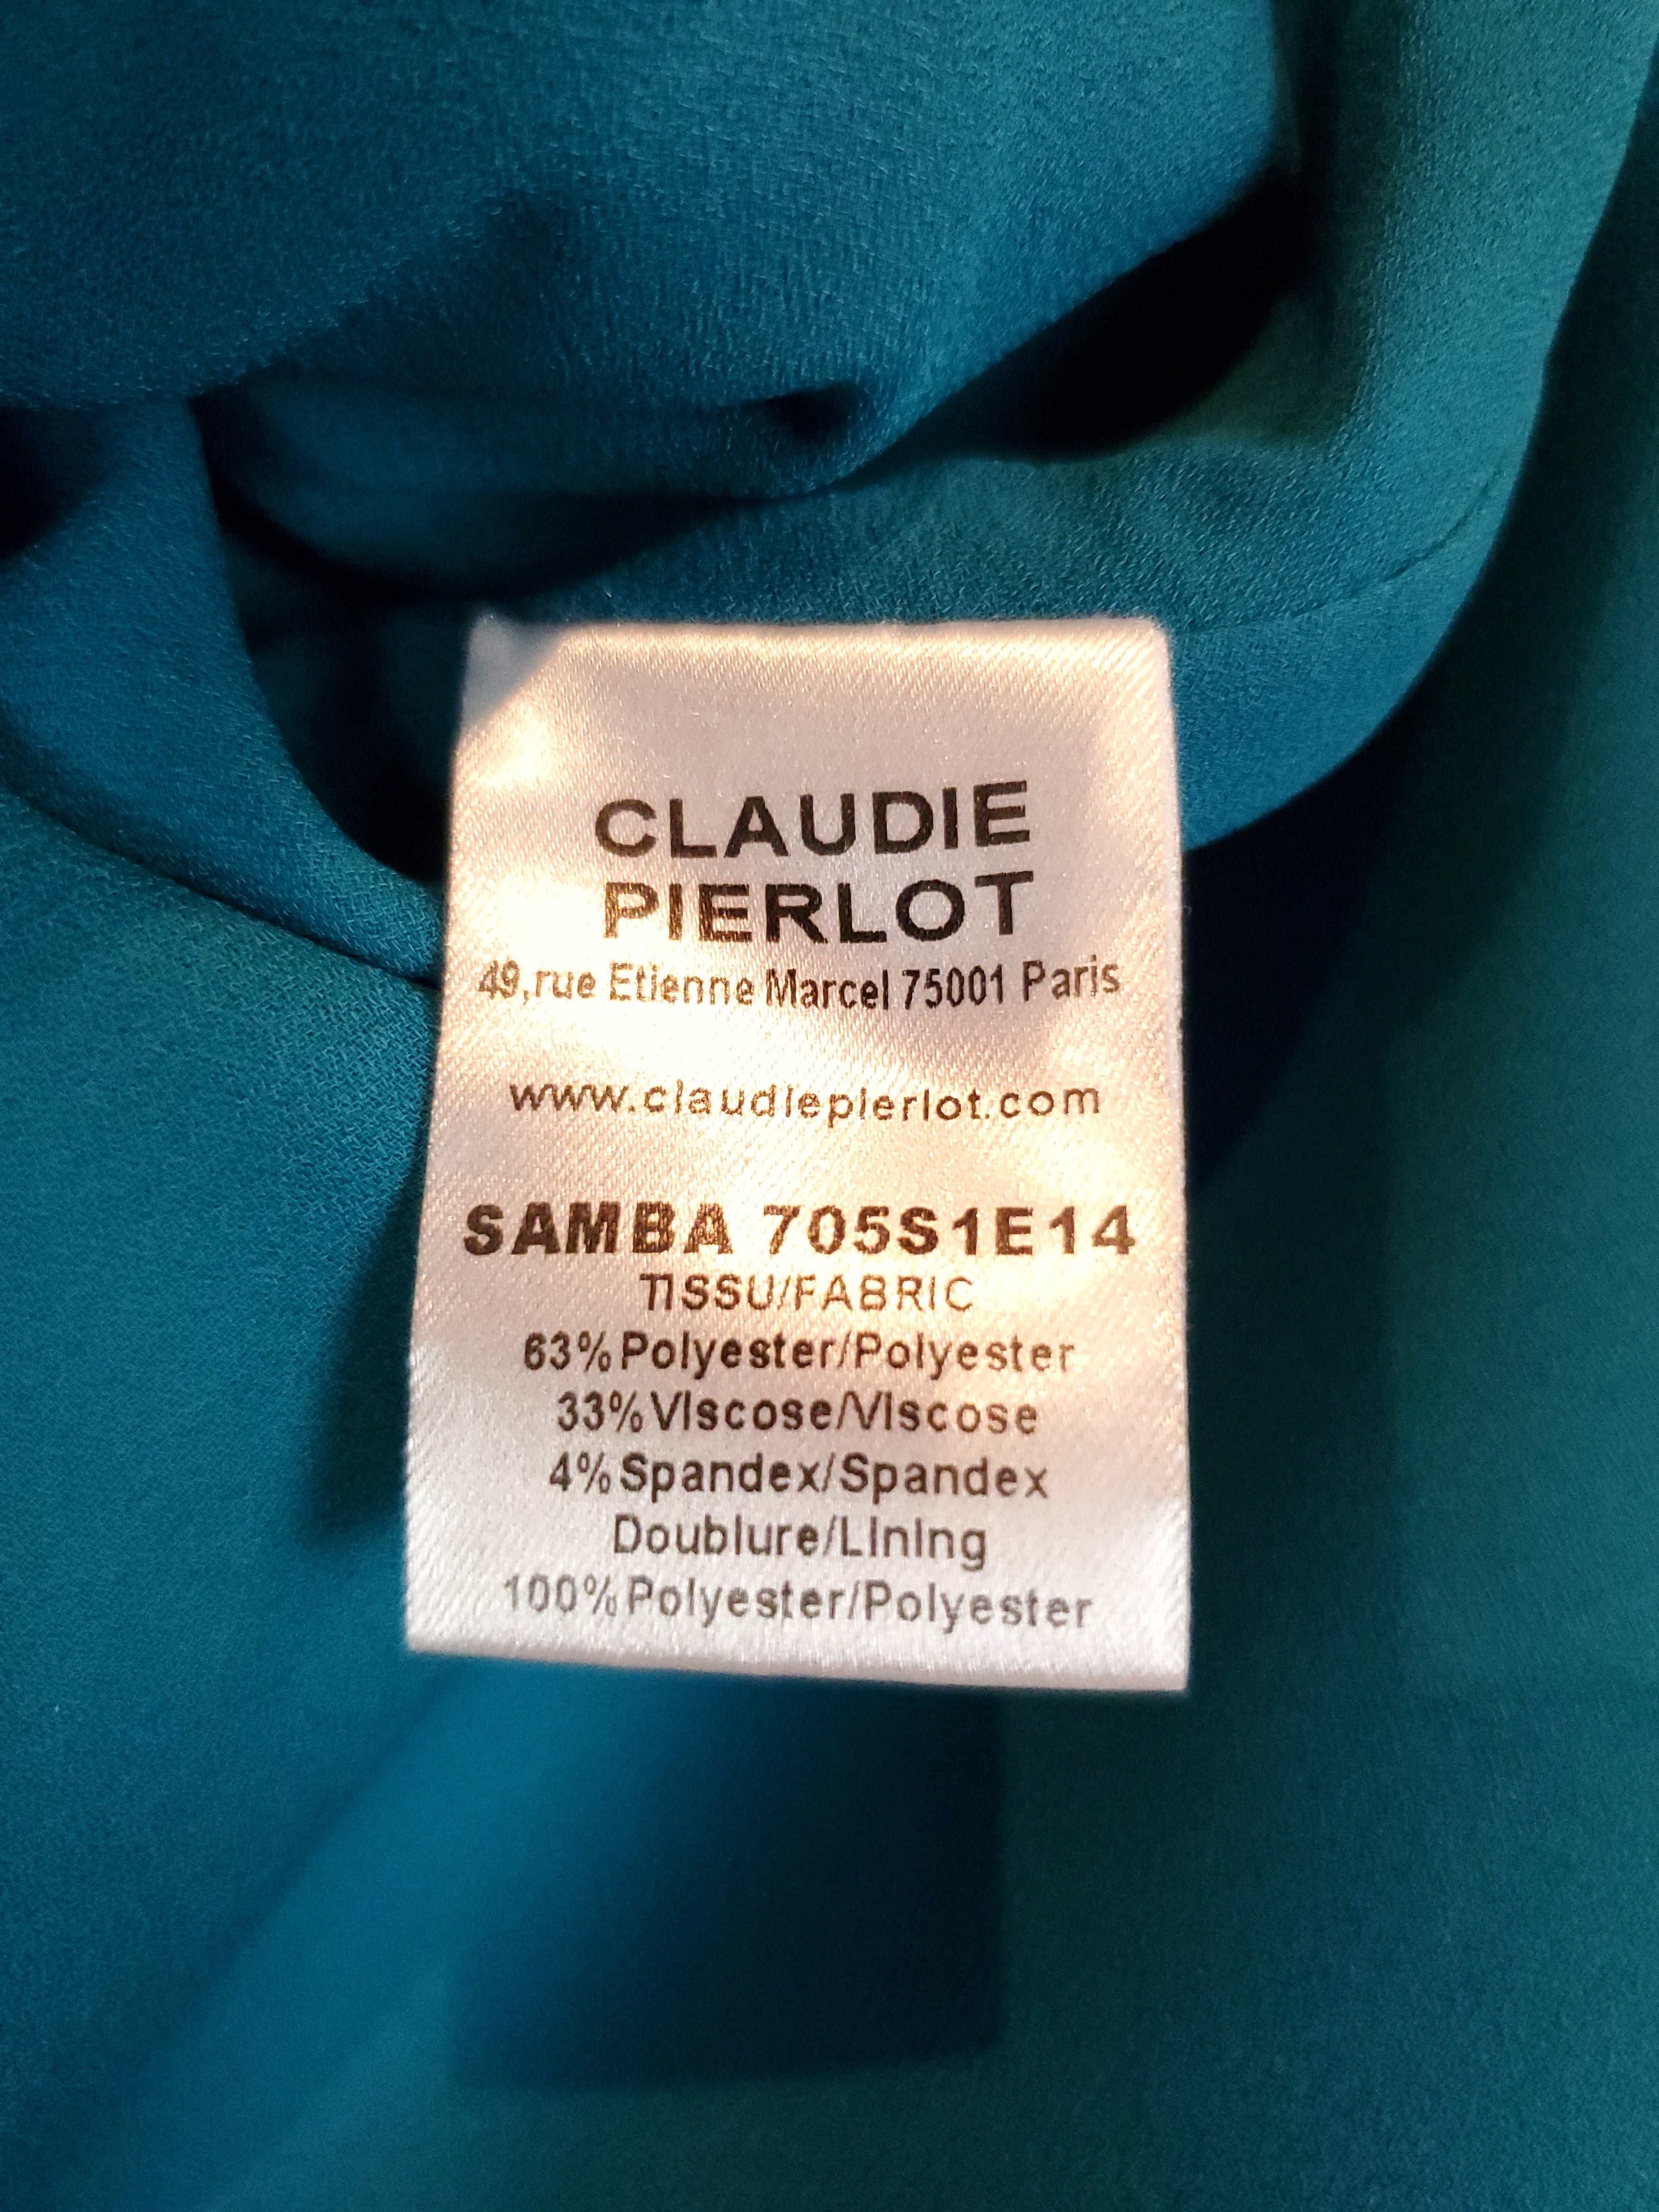 CLAUDIE
PIERLOT
49,rue Etienne Marcel 75001 Paris
www.claudiepierlot.com
SAMBA 705S1E14
TISSU/FABRIC
63% Polyester/Polyester
33% Viscose/Viscose
4% Spandex/Spandex
Doublure/Lining
100% Polyester/Polyester